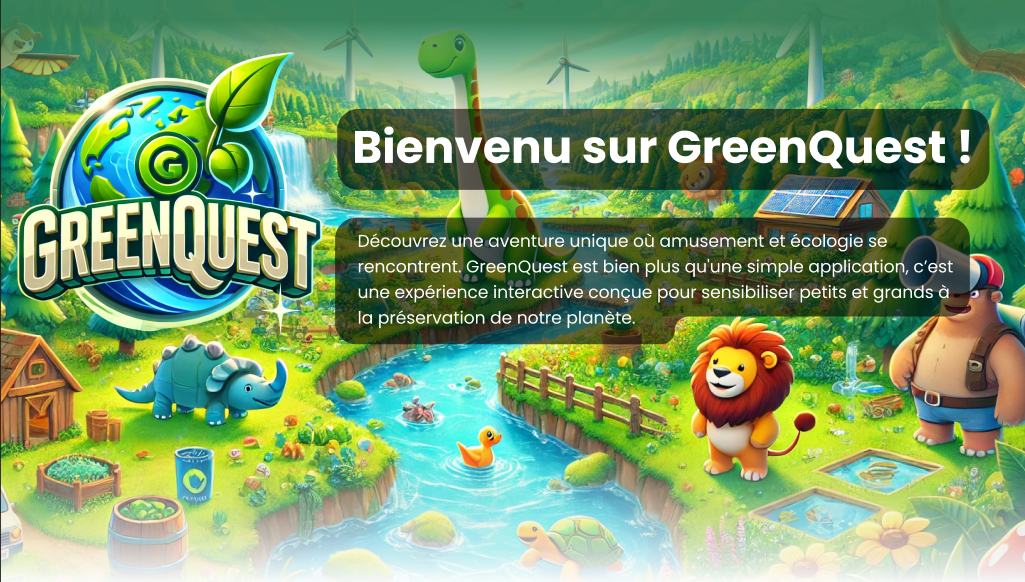 G
GREENQUEST
Bienvenu sur GreenQuest !
Découvrez une aventure unique où amusement et écologie se
rencontrent. GreenQuest est bien plus qu'une simple application, c’est
une expérience interactive conçue pour sensibiliser petits et grands à
la préservation de notre planète.